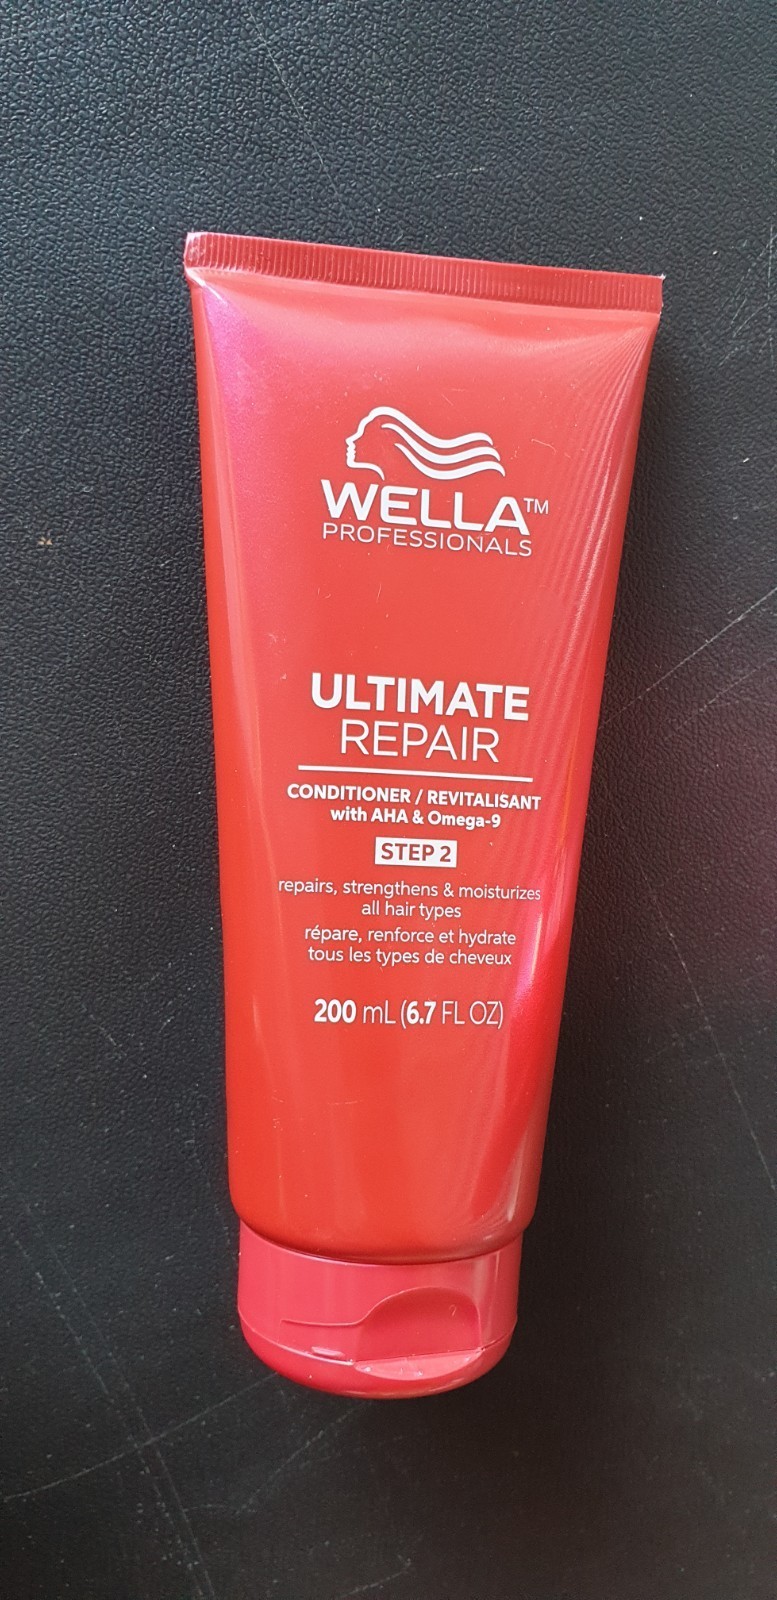 WELLA™
PROFESSIONALS
ULTIMATE
REPAIR
CONDITIONER / REVITALISANT
with AHA & Omega-9
STEP 2
repairs, strengthens & moisturizes
all hair types
répare, renforce et hydrate
tous les types de cheveux
200 mL (6.7 FL OZ)